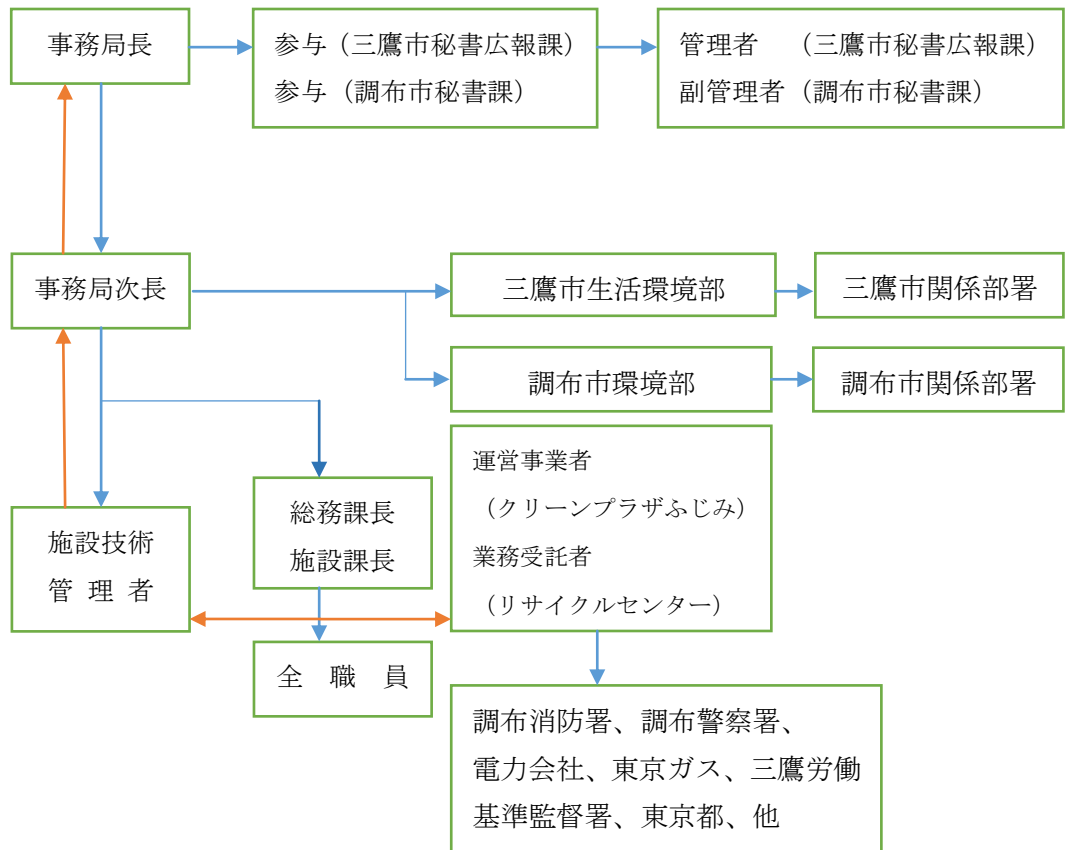 事務局長
参与（三鷹市秘書広報課）
参与（調布市秘書課）
管理者　（三鷹市秘書広報課）
副管理者（調布市秘書課）
事務局次長
三鷹市生活環境部
三鷹市関係部署
調布市環境部
調布市関係部署
運営事業者
（クリーンプラザふじみ）
業務受託者
（リサイクルセンター）
総務課長
施設課長
施設技術
管 理 者
全　職　員
調布消防署、調布警察署、
電力会社、東京ガス、三鷹労働
基準監督署、東京都、他